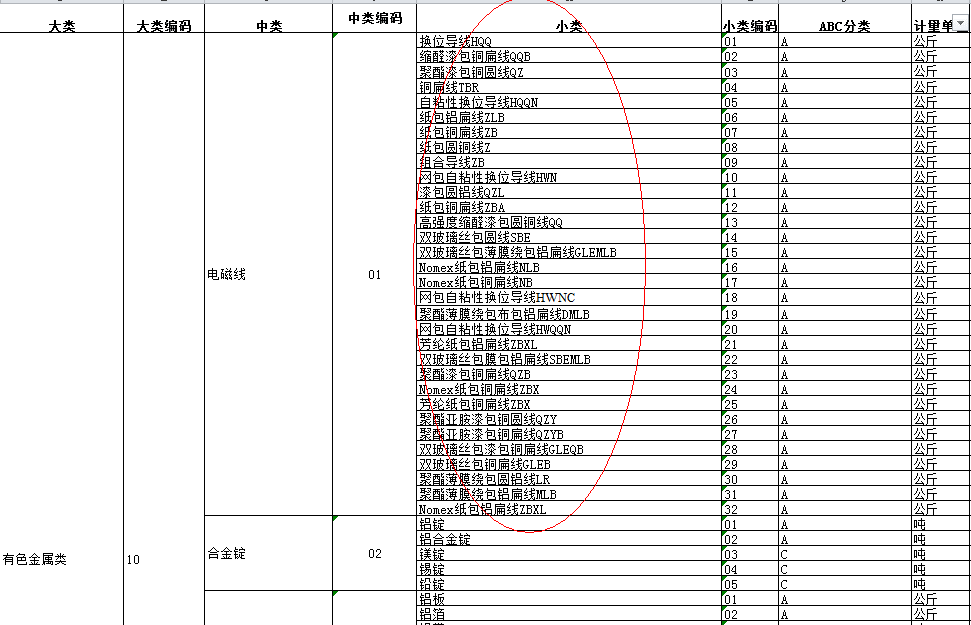 大类 大类编码 中类 中类编码 小类 小类编码 ABC分类 计量单
换位导线HQQ 01 A 公斤
缩醛漆包铜扁线QQB 02 A 公斤
聚酯漆包铜圆线QZ 03 A 公斤
铜扁线TBR 04 A 公斤
自粘性换位导线HQQN 05 A 公斤
纸包铝扁线ZLB 06 A 公斤
纸包铜扁线ZB 07 A 公斤
纸包圆铜线Z 08 A 公斤
组合导线ZB 09 A 公斤
网包自粘性换位导线HWN 10 A 公斤
漆包圆铝线QZL 11 A 公斤
纸包铜扁线ZBA 12 A 公斤
高强度缩醛漆包圆铜线QQ 13 A 公斤
双玻璃丝包圆线SBE 14 A 公斤
双玻璃丝包薄膜绕包铝扁线GLEMLB 15 A 公斤
Nomex纸包铝扁线NLB 16 A 公斤
电磁线 01
Nomex纸包铜扁线NB 17 A 公斤
网包自粘性换位导线HWNC 18 A 公斤
聚酯薄膜绕包布包铝扁线DMLB 19 A 公斤
网包自粘性换位导线HWQQN 20 A 公斤
芳纶纸包铝扁线ZBXL 21 A 公斤
双玻璃丝包膜包铝扁线SBEMLB 22 A 公斤
聚酯漆包铜扁线QZB 23 A 公斤
Nomex纸包铜扁线ZBX 24 A 公斤
芳纶纸包铜扁线ZBX 25 A 公斤
聚酯亚胺漆包铜圆线QZY 26 A 公斤
聚酯亚胺漆包铜扁线QZYB 27 A 公斤
双玻璃丝包漆包铜扁线GLEQB 28 A 公斤
双玻璃丝包铜扁线GLEB 29 A 公斤
聚酯薄膜绕包圆铝线LR 30 A 公斤
聚酯薄膜绕包铝扁线MLB 31 A 公斤
Nomex纸包铝扁线ZBXL 32 A 公斤
铝锭 01 A 吨
铝合金锭 02 A 吨
合金锭 02
镁锭 03 C 吨
有色金属类 10
锡锭 04 C 吨
铅锭 05 C 吨
铝板 01 A 公斤
铝箔 02 A 公斤